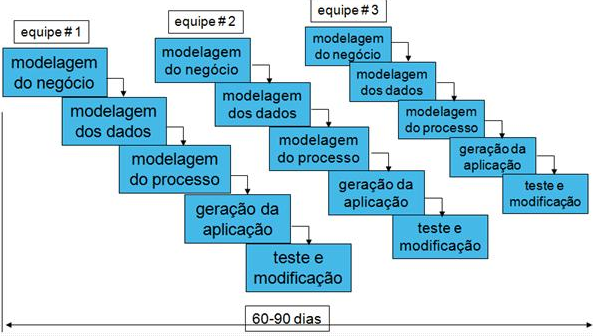 equipe # 1
modelagem
do negócio
modelagem
dos dados
modelagem
do processo
geração da
aplicação
teste e
modificação
equipe # 2
modelagem
do negócio
modelagem
dos dados
modelagem
do processo
geração da
aplicação
teste e
modificação
equipe # 3
modelagem
do negócio
modelagem
dos dados
modelagem
do processo
geração da
aplicação
teste e
modificação
60-90 dias